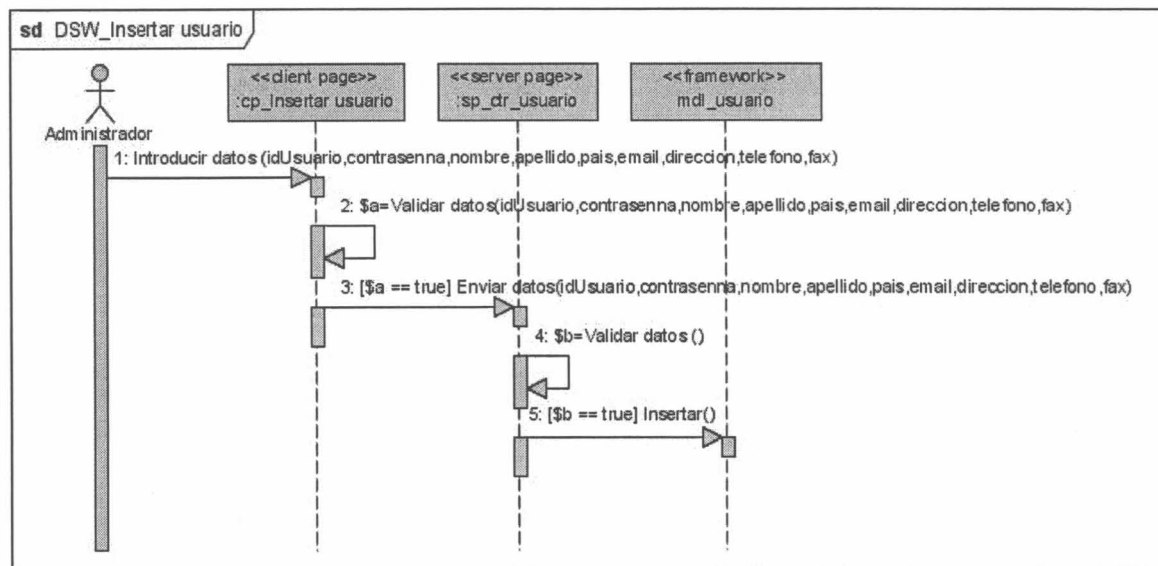 sd DSW_Insertar usuario
<<client page>>
:cp_Insertar usuario
<<server page>>
:sp_ctr_usuario
<<framework>>
mdl_usuario
Administrador
1: Introducir datos (idUsuario,contrasenna,nombre,apellido,pais,email,direccion,telefono,fax)
2: $a=Validar datos(idUsuario,contrasenna,nombre,apellido,pais,email,direccion,telefono,fax)
3: [$a == true] Enviar datos(idUsuario,contrasenna,nombre,apellido,pais,email,direccion,telefono,fax)
4: $b=Validar datos ()
5: [$b == true] Insertar()